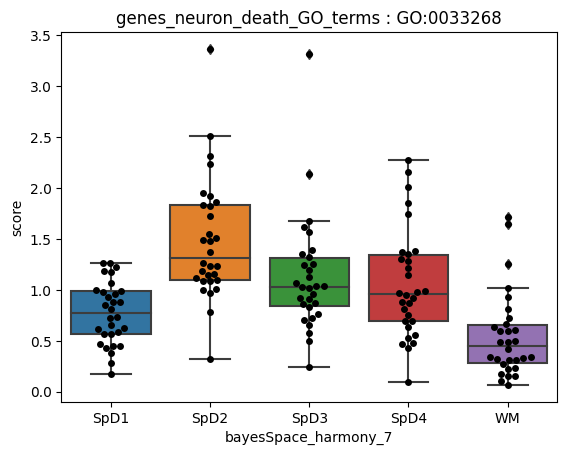 genes_neuron_death_GO_terms : GO:0033268
3.5
3.0
2.5
2.0
1.5
1.0
0.5
0.0
score
SpD1 SpD2 SpD3 SpD4 WM
bayesSpace_harmony_7